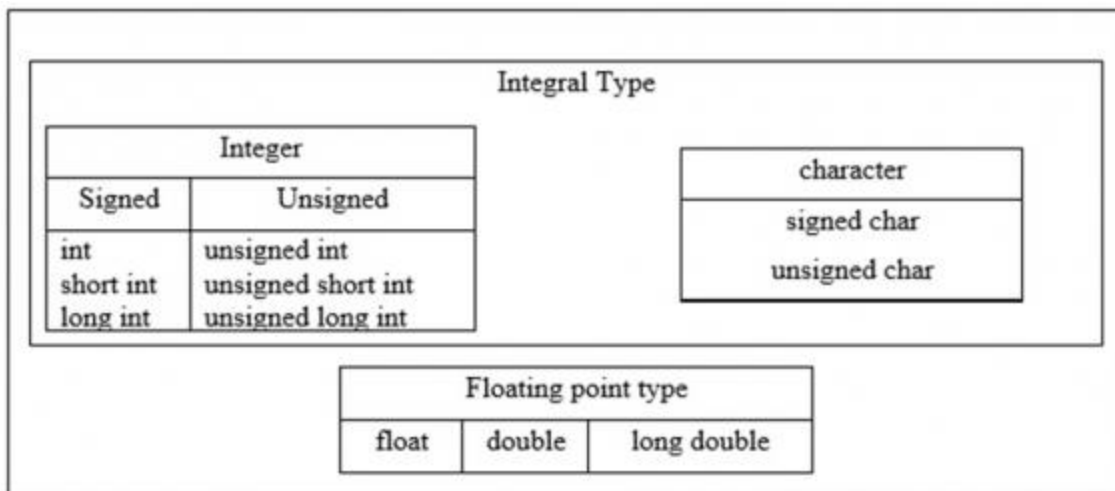 Integral Type
Integer
Signed Unsigned
int unsigned int
short int unsigned short int
long int unsigned long int
character
signed char
unsigned char
Floating point type
float double long double